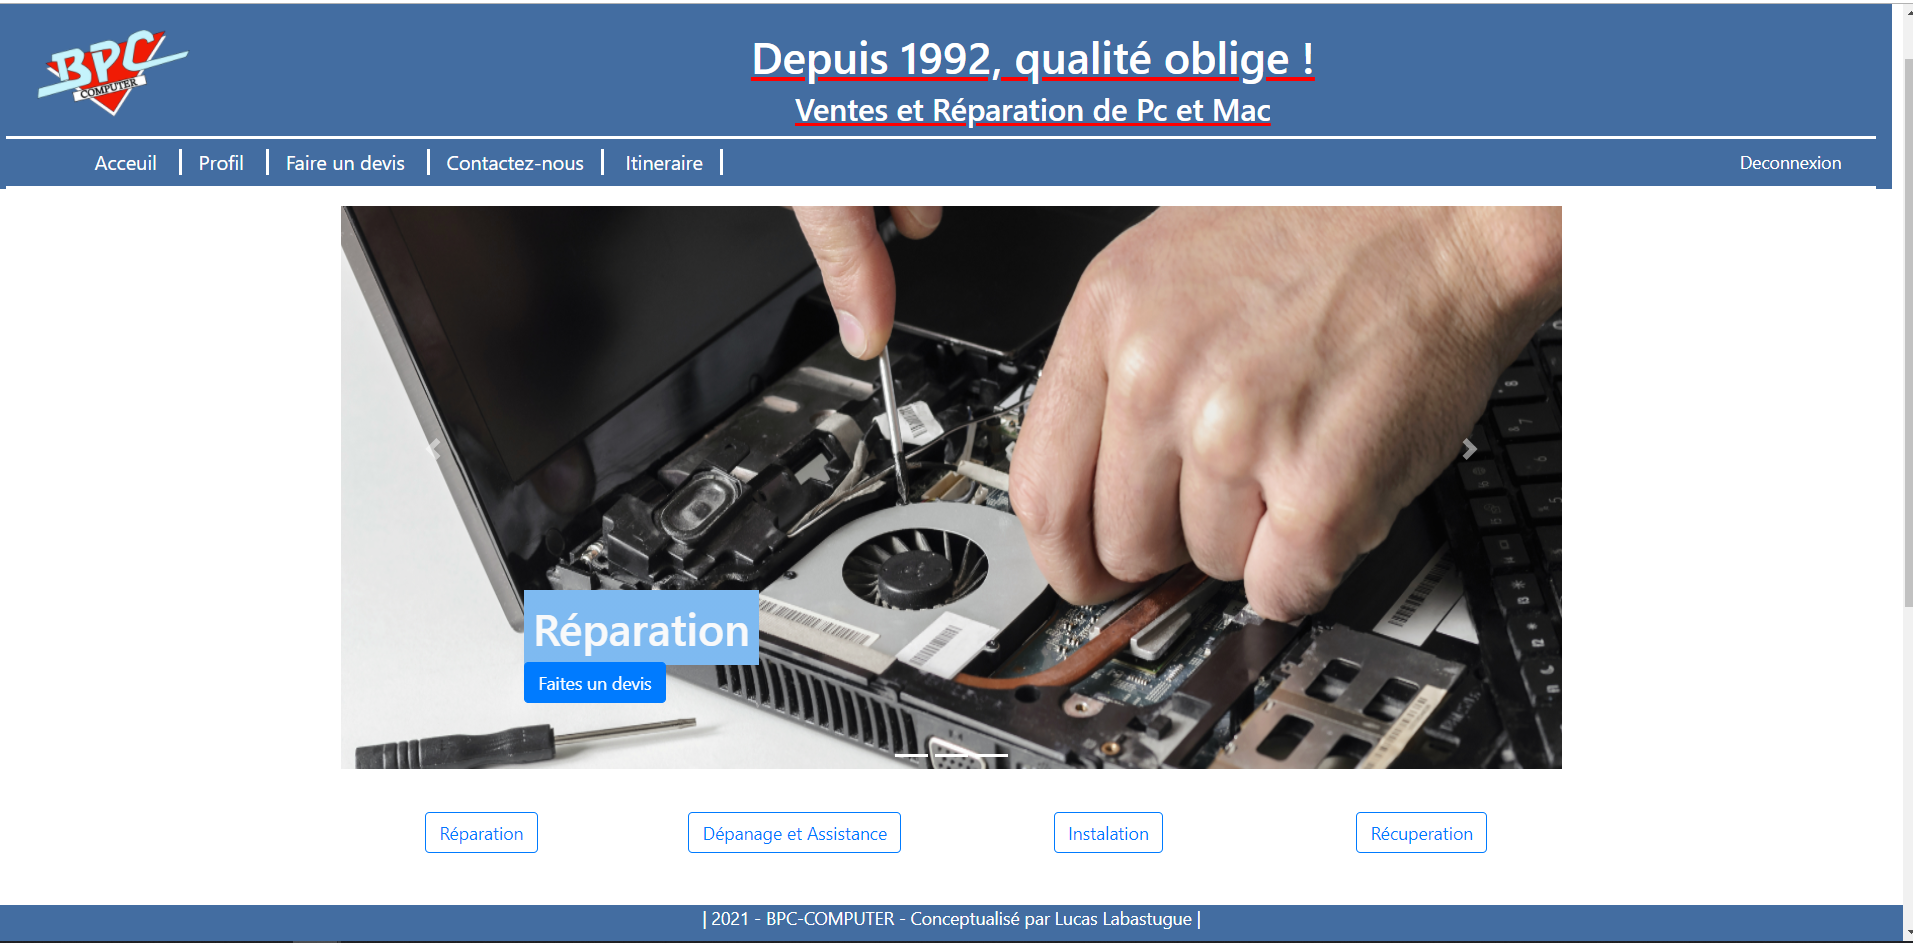 BPC
COMPUTER
Depuis 1992, qualité oblige !
Ventes et Réparation de Pc et Mac
Acceuil
Profil
Faire un devis
Contactez-nous
Itineraire
Deconnexion
Réparation
Faites un devis
Réparation
Dépanage et Assistance
Instalation
Récuperation
| 2021 - BPC-COMPUTER - Conceptualisé par Lucas Labastugue |